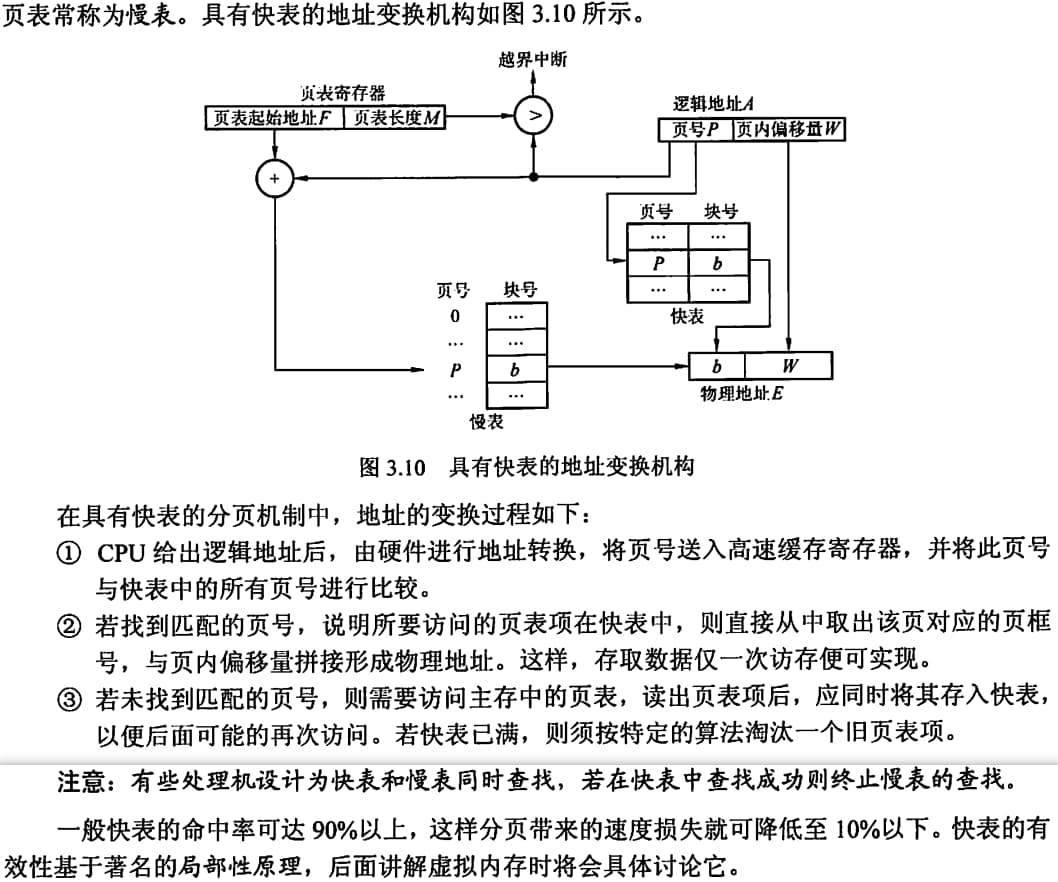 页表常称为慢表。具有快表的地址变换机构如图 3.10 所示。
越界中断
页表寄存器
页表起始地址F 页表长度M
>
逻辑地址A
页号P 页内偏移量W
+
页号 块号
… …
P b
… …
快表
页号 块号
0 …
… …
P b
… …
慢表
b W
物理地址E
图 3.10 具有快表的地址变换机构
在具有快表的分页机制中，地址的变换过程如下：
① CPU 给出逻辑地址后，由硬件进行地址转换，将页号送入高速缓存寄存器，并将此页号
与快表中的所有页号进行比较。
② 若找到匹配的页号，说明所要访问的页表项在快表中，则直接从中取出该页对应的页框
号，与页内偏移量拼接形成物理地址。这样，存取数据仅一次访存便可实现。
③ 若未找到匹配的页号，则需要访问主存中的页表，读出页表项后，应同时将其存入快表，
以便后面可能的再次访问。若快表已满，则须按特定的算法淘汰一个旧页表项。
注意：有些处理机设计为快表和慢表同时查找，若在快表中查找成功则终止慢表的查找。
一般快表的命中率可达 90%以上，这样分页带来的速度损失就可降低至 10%以下。快表的有
效性基于著名的局部性原理，后面讲解虚拟内存时将会具体讨论它。